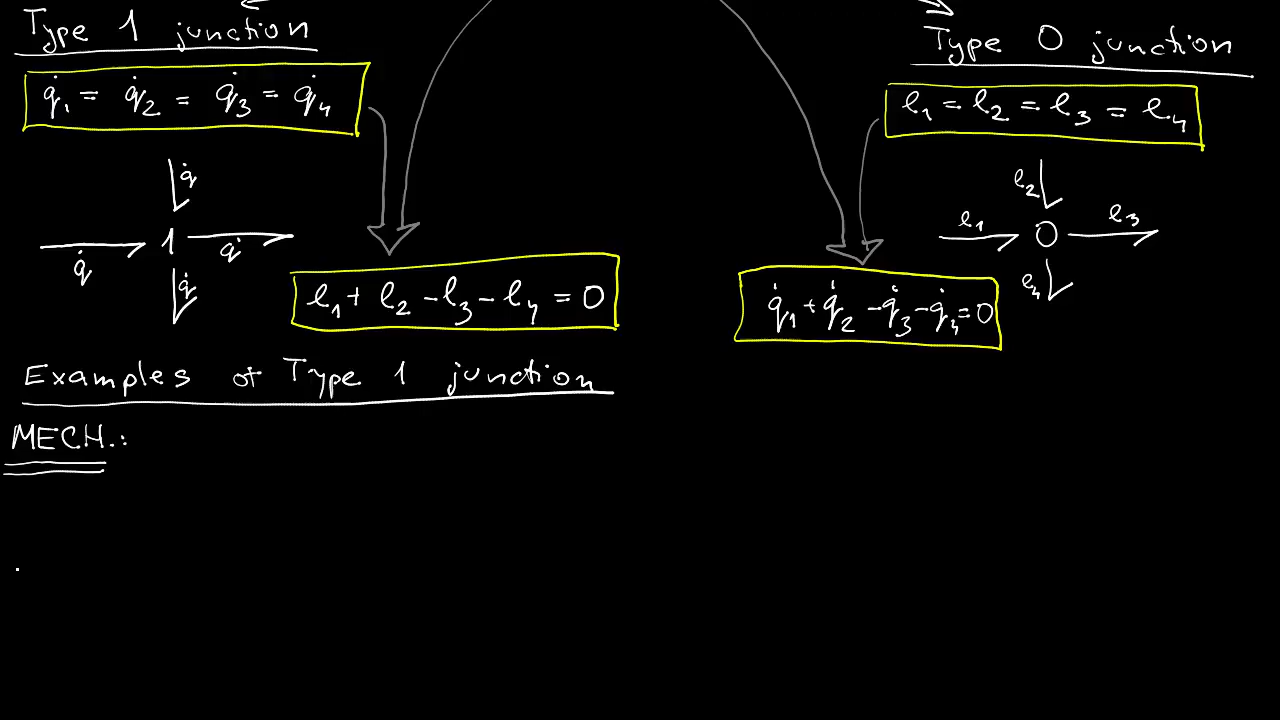 Type 1 junction
q̇₁ = q̇₂ = q̇₃ = q̇₄
q̇
q̇
1
q̇
q̇
e₁ + e₂ - e₃ - e₄ = 0
Type 0 junction
e₁ = e₂ = e₃ = e₄
e₂
e₁
0
e₃
e₄
q̇₁ + q̇₂ - q̇₃ - q̇₄ = 0
Examples of Type 1 junction
MECH.: